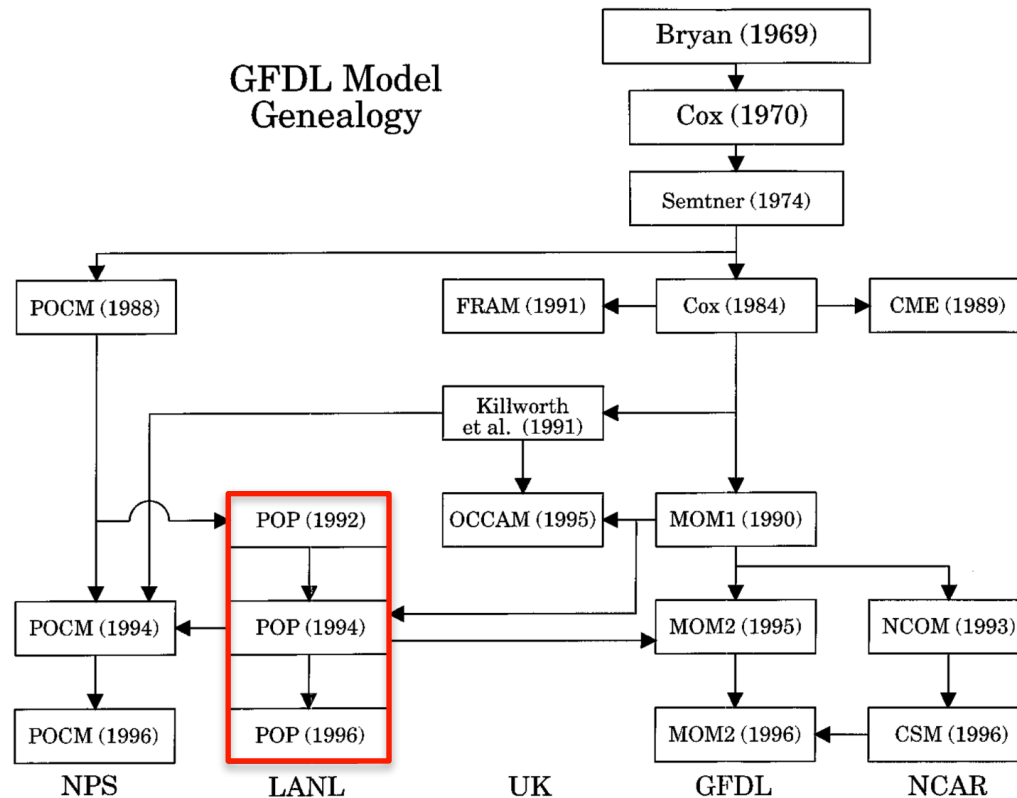 Bryan (1969)
GFDL Model
Genealogy
Cox (1970)
Semtner (1974)
POCM (1988)
FRAM (1991)
Cox (1984)
CME (1989)
Killworth
et al. (1991)
POP (1992)
OCCAM (1995)
MOM1 (1990)
POCM (1994)
POP (1994)
MOM2 (1995)
NCOM (1993)
POCM (1996)
POP (1996)
MOM2 (1996)
CSM (1996)
NPS
LANL
UK
GFDL
NCAR